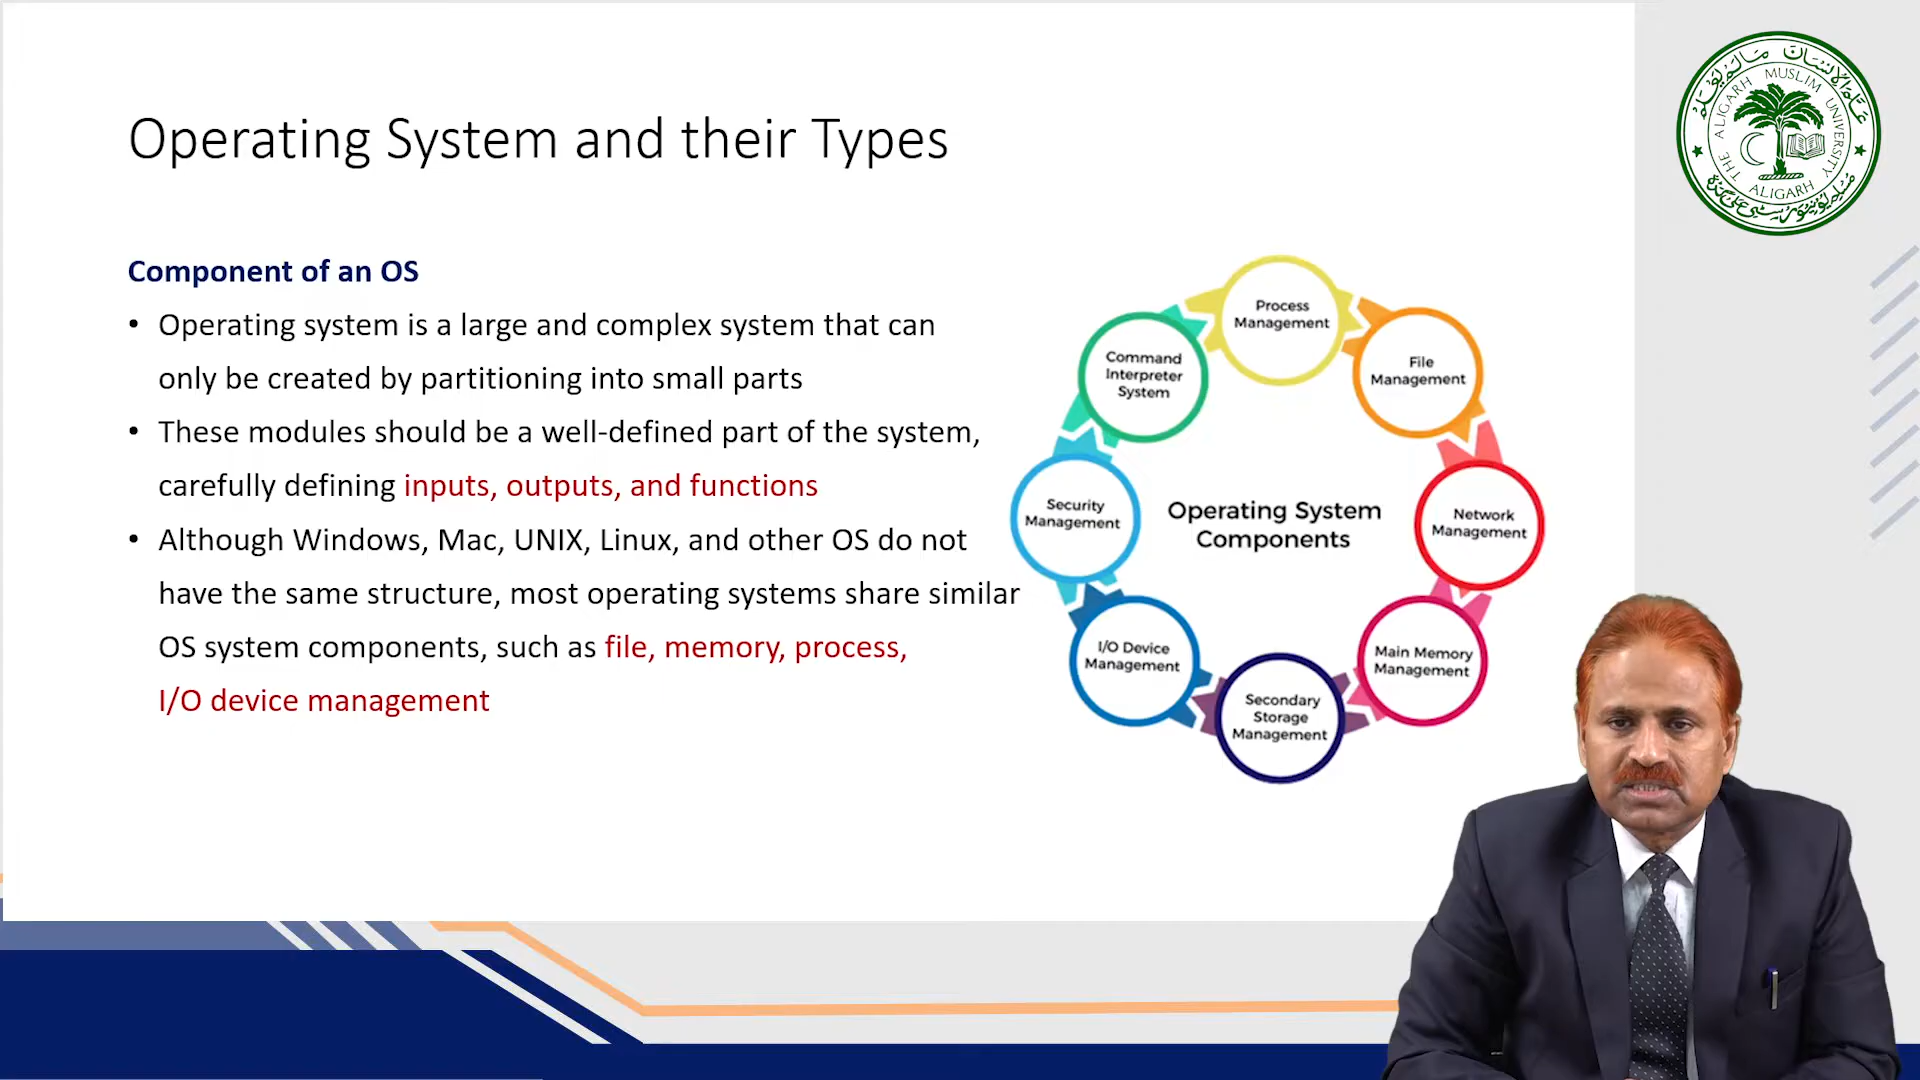 Operating System and their Types
Component of an OS
• Operating system is a large and complex system that can
only be created by partitioning into small parts
• These modules should be a well-defined part of the system,
carefully defining inputs, outputs, and functions
• Although Windows, Mac, UNIX, Linux, and other OS do not
have the same structure, most operating systems share similar
OS system components, such as file, memory, process,
I/O device management
Process
Management
File
Management
Network
Management
Main Memory
Management
Secondary
Storage
Management
I/O Device
Management
Security
Management
Command
Interpreter
System
Operating System
Components
THE ALIGARH MUSLIM UNIVERSITY
ALIGARH